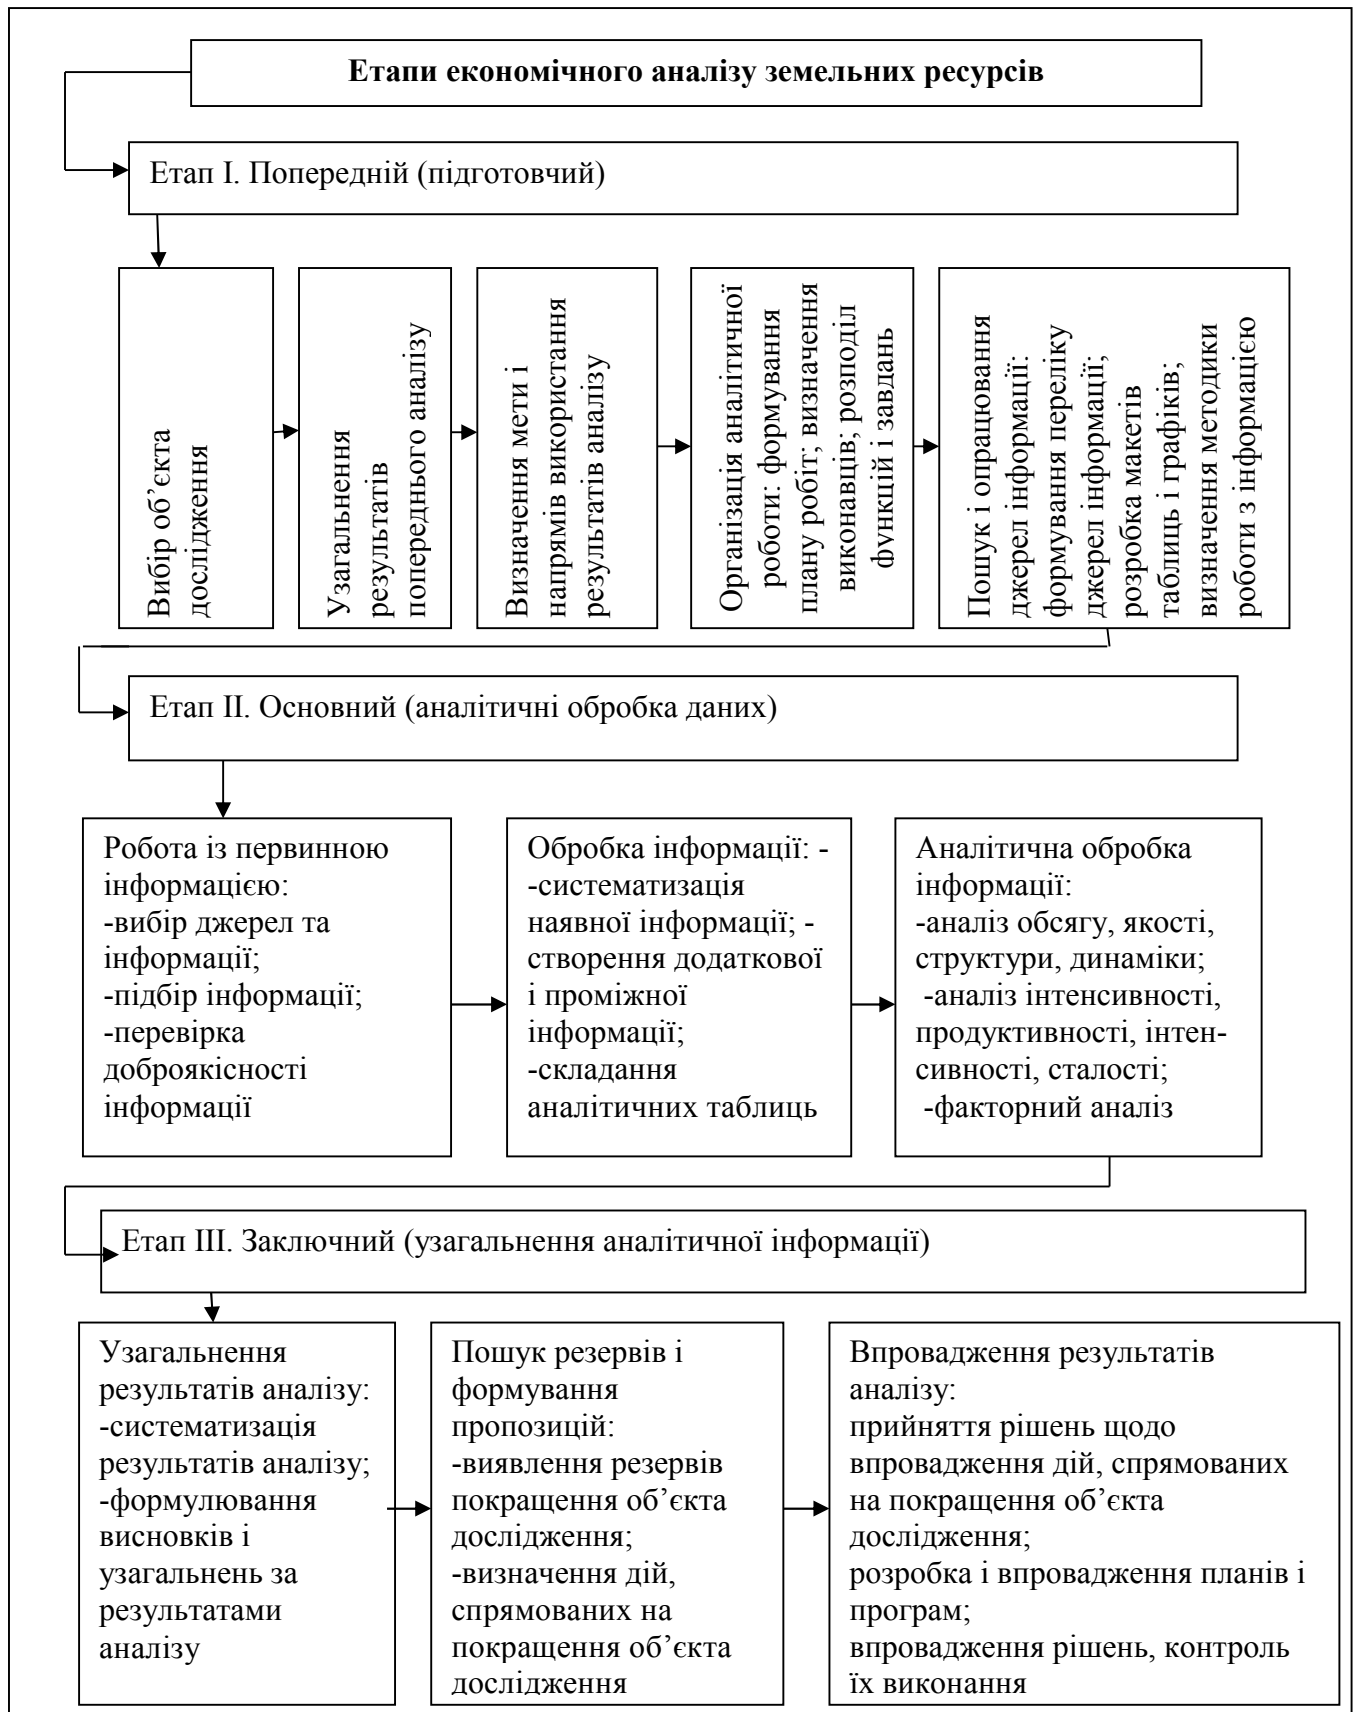 Етапи економічного аналізу земельних ресурсів
Етап I. Попередній (підготовчий)
Вибір об’єкта
дослідження
Узагальнення
результатів
попереднього аналізу
Визначення мети і
напрямів використання
результатів аналізу
Організація аналітичної
роботи: формування
плану робіт; визначення
виконавців; розподіл
функцій і завдань
Пошук і опрацювання
джерел інформації:
формування переліку
джерел інформації;
розробка макетів
таблиць і графіків;
визначення методики
роботи з інформацією
Етап II. Основний (аналітичні обробка даних)
Робота із первинною
інформацією:
-вибір джерел та
інформації;
-підбір інформації;
-перевірка
доброякісності
інформації
Обробка інформації: -
-систематизація
наявної інформації; -
створення додаткової
і проміжної
інформації;
-складання
аналітичних таблиць
Аналітична обробка
інформації:
-аналіз обсягу, якості,
структури, динаміки;
-аналіз інтенсивності,
продуктивності, інтен-
сивності, сталості;
-факторний аналіз
Етап III. Заключний (узагальнення аналітичної інформації)
Узагальнення
результатів аналізу:
-систематизація
результатів аналізу;
-формулювання
висновків і
узагальнень за
результатами
аналізу
Пошук резервів і
формування
пропозицій:
-виявлення резервів
покращення об’єкта
дослідження;
-визначення дій,
спрямованих на
покращення об’єкта
дослідження
Впровадження результатів
аналізу:
прийняття рішень щодо
впровадження дій, спрямованих
на покращення об’єкта
дослідження;
розробка і впровадження планів і
програм;
впровадження рішень, контроль
їх виконання